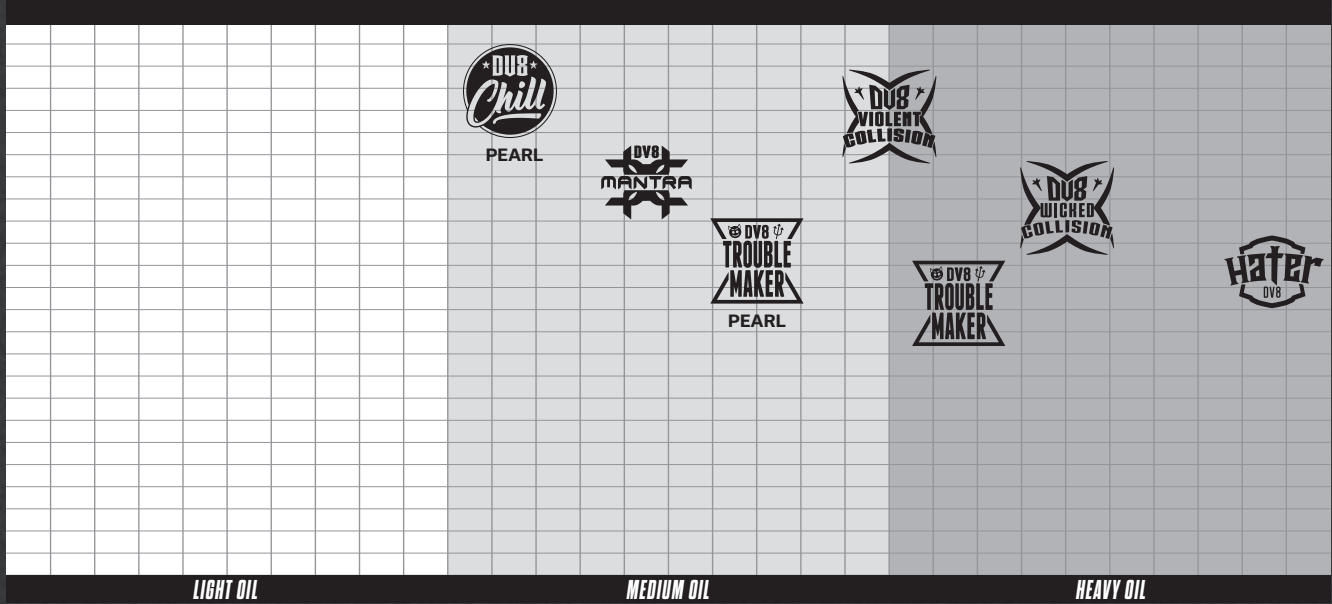 DV8
Chill
PEARL
DV8
MANTRA
DV8
TROUBLE
MAKER
PEARL
DV8
VIOLENT
COLLISION
DV8
WICKED
COLLISION
DV8
TROUBLE
MAKER
Hater
DV8
LIGHT OIL
MEDIUM OIL
HEAVY OIL